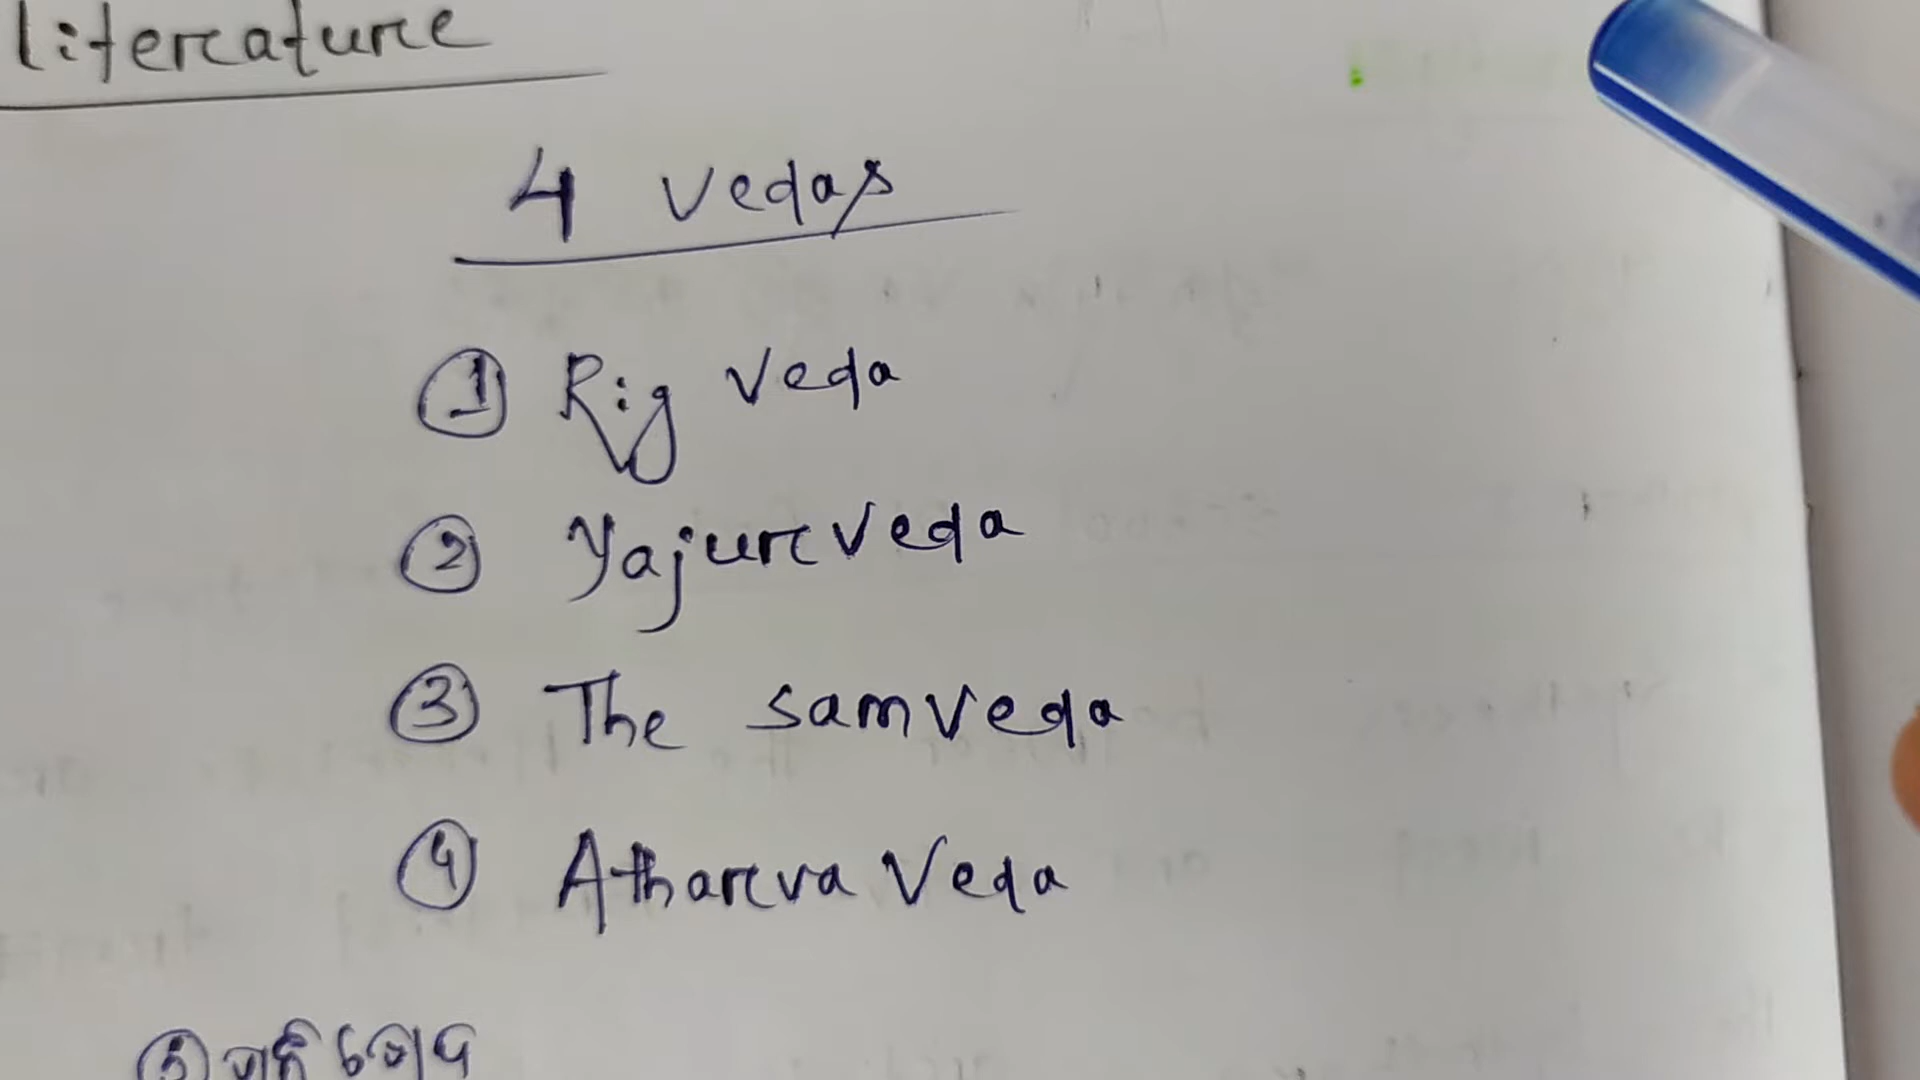 literature
4 vedas
① Rig Veda
② Yajurveda
③ The samveda
④ Atharva Veda